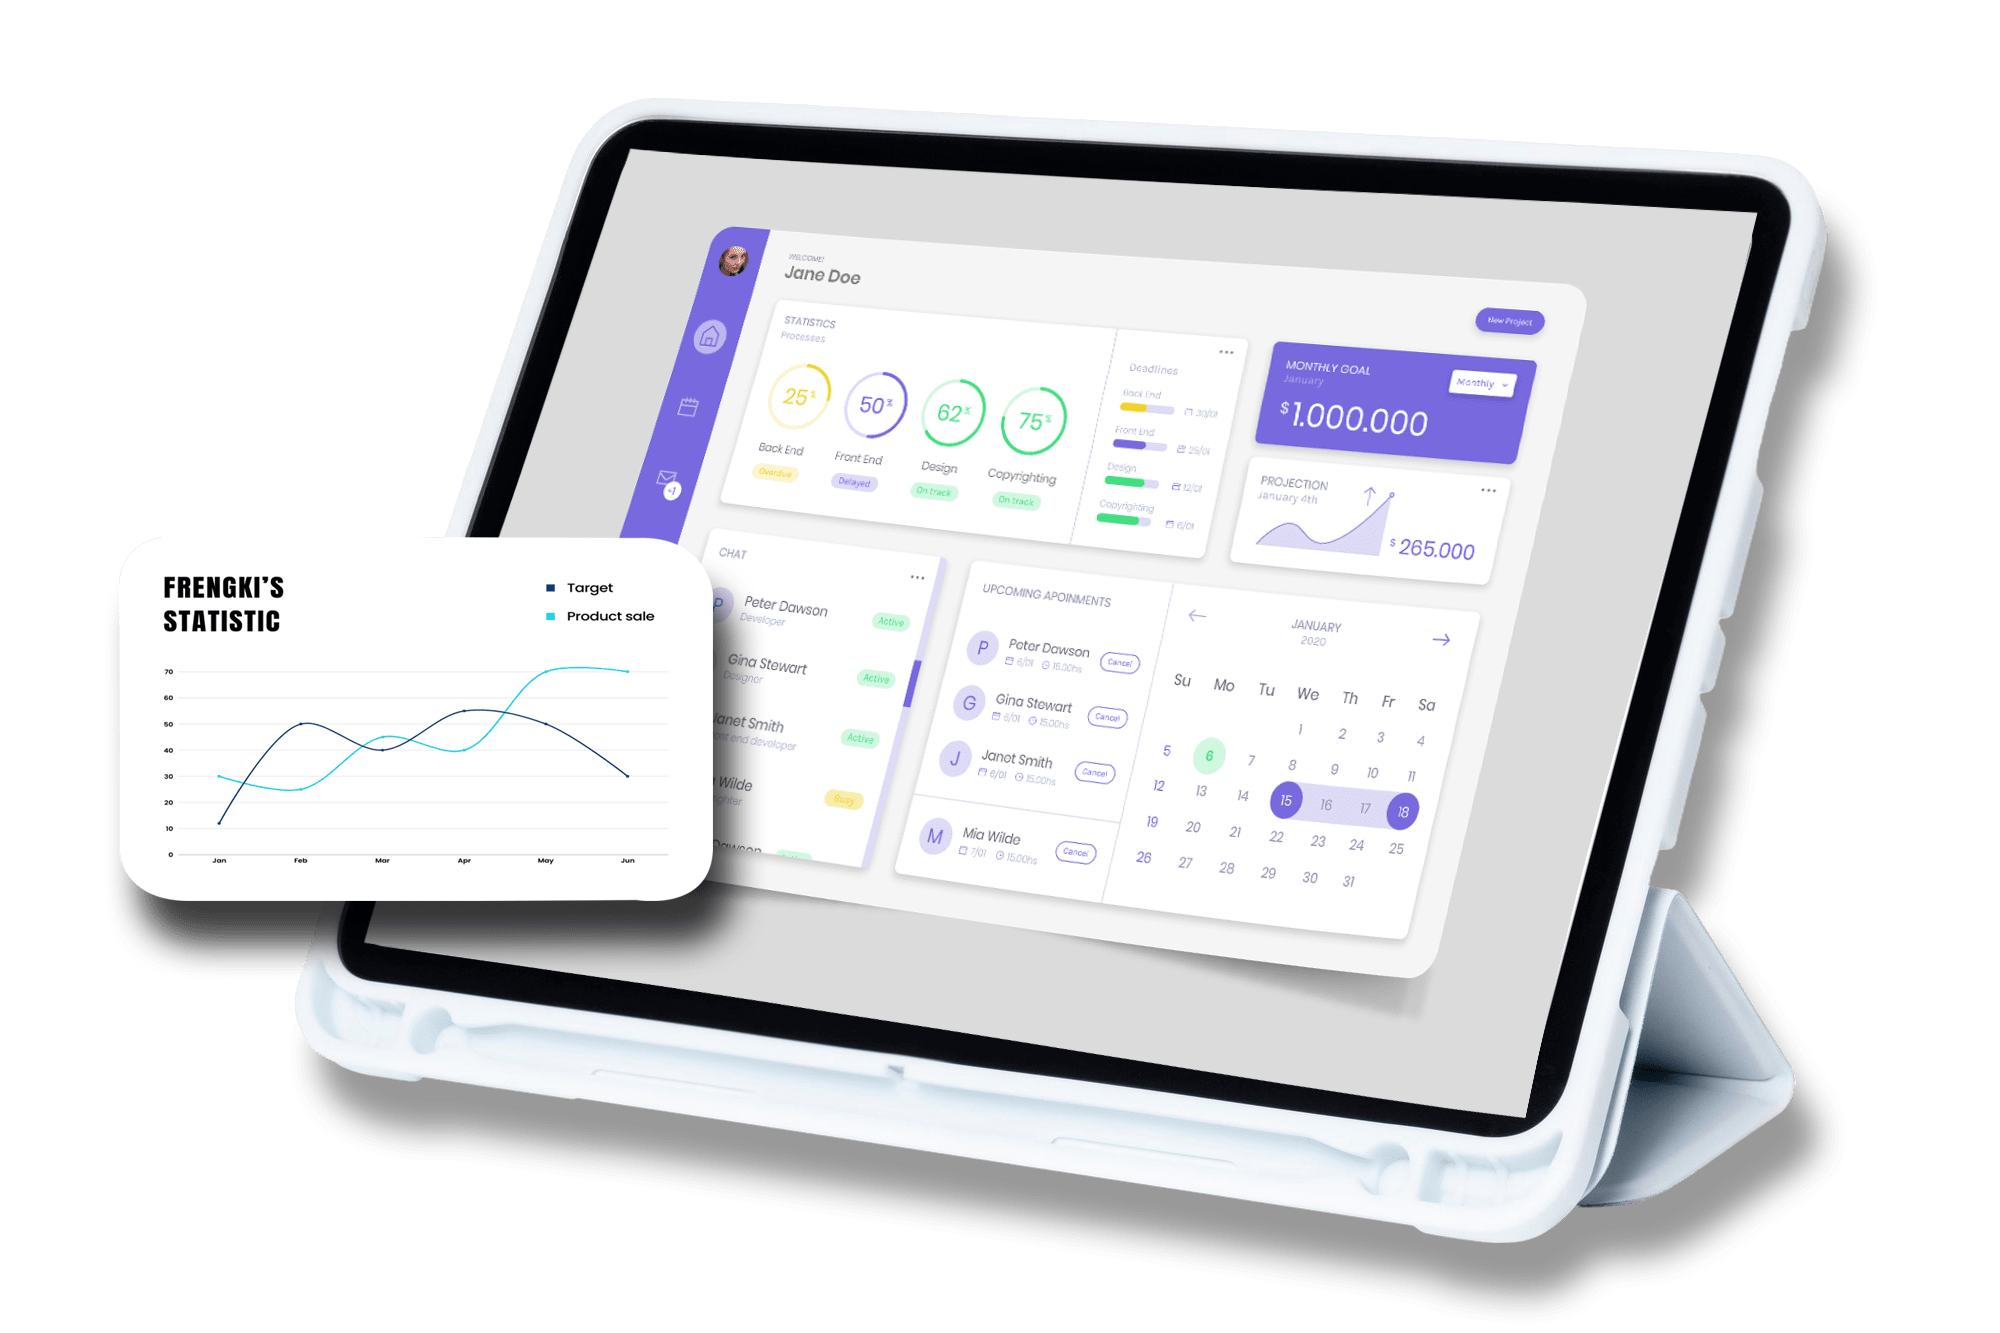 WELCOME!
Jane Doe
New Project
STATISTICS
Processes
25%
50%
62%
75%
Back End
Front End
Design
Copyrighting
Overdue
Delayed
On track
On track
Deadlines
Back End
30/01
Front End
25/01
Design
12/01
Copyrighting
6/01
MONTHLY GOAL
January
Monthly
$1.000.000
PROJECTION
January 4th
$265.000
+1
CHAT
P
Peter Dawson
Developer
Active
Gina Stewart
Designer
Active
Janet Smith
ont end developer
Active
Wilde
ighter
Busy
Dawson
UPCOMING APOINMENTS
P
Peter Dawson
6/01 15.00hs
Cancel
G
Gina Stewart
6/01 15.00hs
Cancel
J
Janot Smith
6/01 15.00hs
Cancel
M
Mia Wilde
7/01 15.00hs
Cancel
JANUARY
2020
Su Mo Tu We Th Fr Sa
1 2 3 4
5 6 7 8 9 10 11
12 13 14 15 16 17 18
19 20 21 22 23 24 25
26 27 28 29 30 31
FRENGKI'S
STATISTIC
Target
Product sale
70
60
50
40
30
20
10
0
Jan Feb Mar Apr May Jun